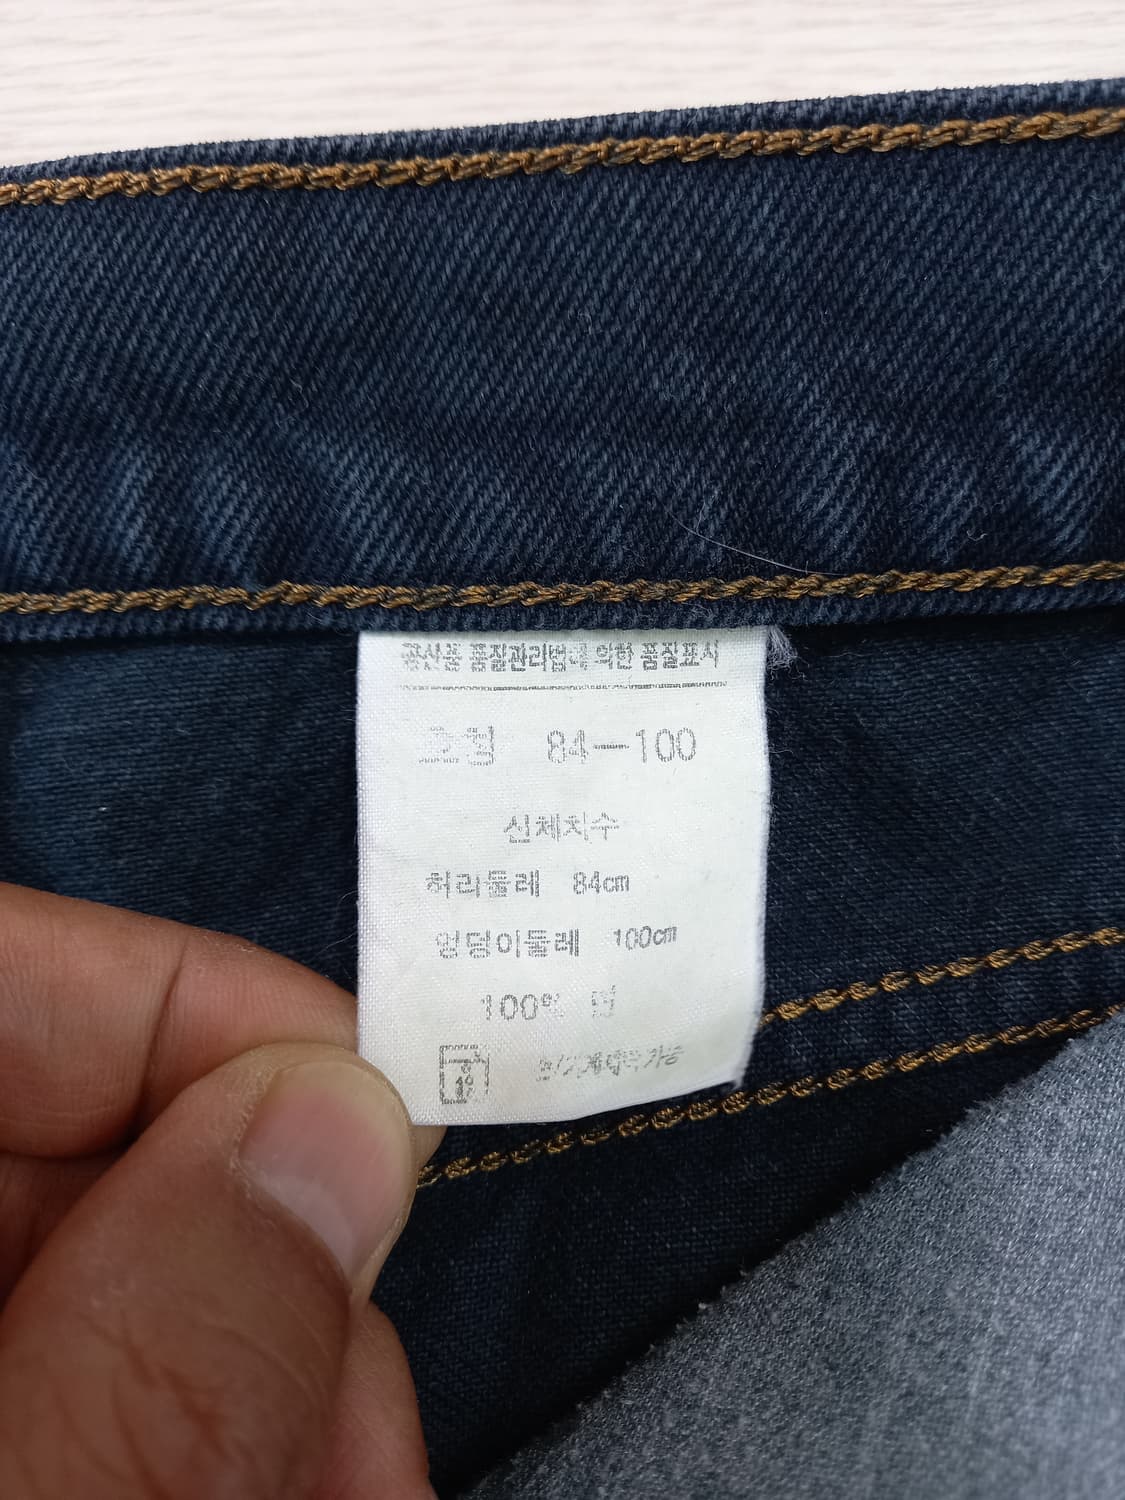 공산품 품질관리법에 의한 품질표시
호칭 84-100
신체치수
허리둘레 84cm
엉덩이둘레 100cm
100% 면